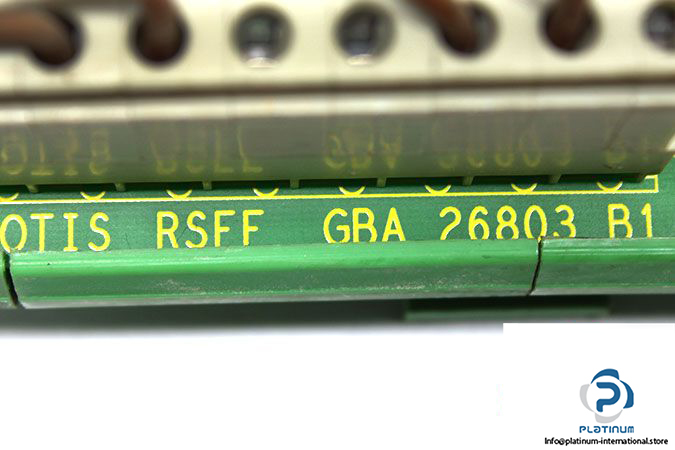 OTIS RSFF GBA 26803 B1
PLATINUM
Info@platinum-international.store